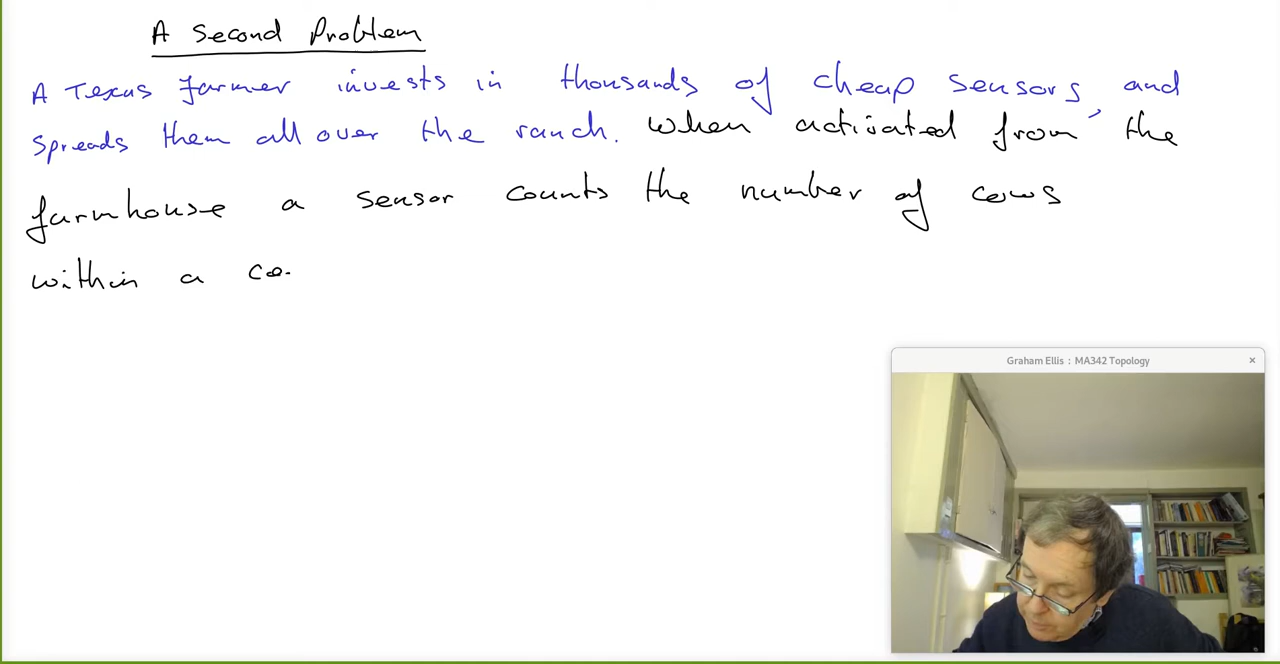 A Second Problem
A Texas farmer invests in thousands of cheap sensors, and
spreads them all over the ranch. When activated from the
farmhouse a sensor counts the number of cows
within a co
Graham Ellis : MA342 Topology